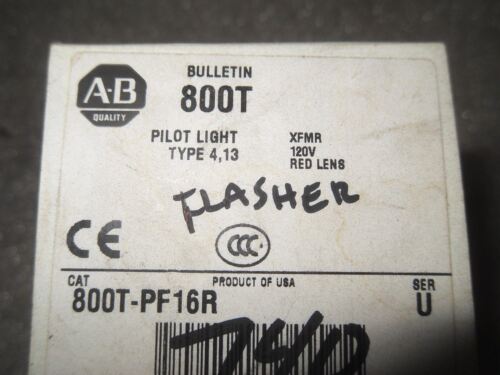 A-B
QUALITY
BULLETIN
800T
PILOT LIGHT
TYPE 4,13
XFMR
120V
RED LENS
FLASHER
CE
CCC
CAT
800T-PF16R
PRODUCT OF USA
SER
U
740